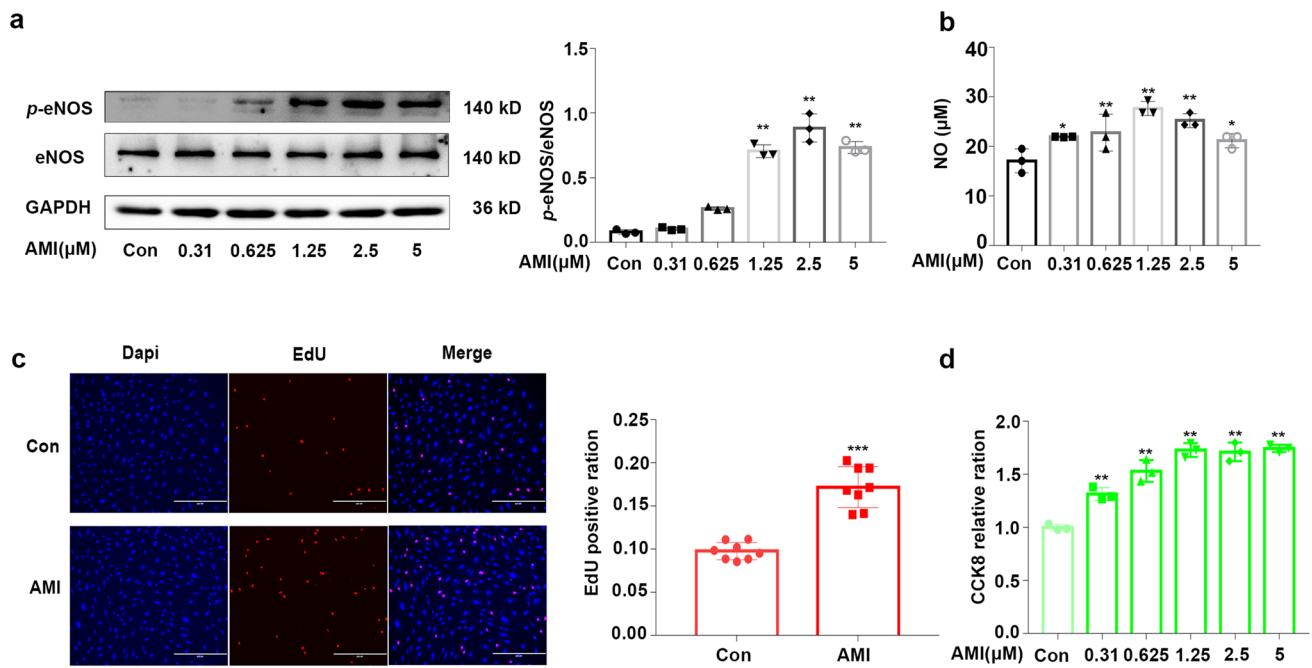 a
p-eNOS 140 kD
eNOS 140 kD
GAPDH 36 kD
AMI(μM) Con 0.31 0.625 1.25 2.5 5
p-eNOS/eNOS
1.5
1.0
0.5
0.0
** ** **
AMI(μM) Con 0.31 0.625 1.25 2.5 5
b
NO (μM)
40
30
20
10
0
* ** ** ** *
AMI(μM) Con 0.31 0.625 1.25 2.5 5
c
Dapi EdU Merge
Con
AMI
EdU positive ration
0.25
0.20
0.15
0.10
0.05
0.00
***
Con AMI
d
CCK8 relative ration
2.0
1.5
1.0
0.5
0.0
** ** ** ** **
AMI(μM) Con 0.31 0.625 1.25 2.5 5